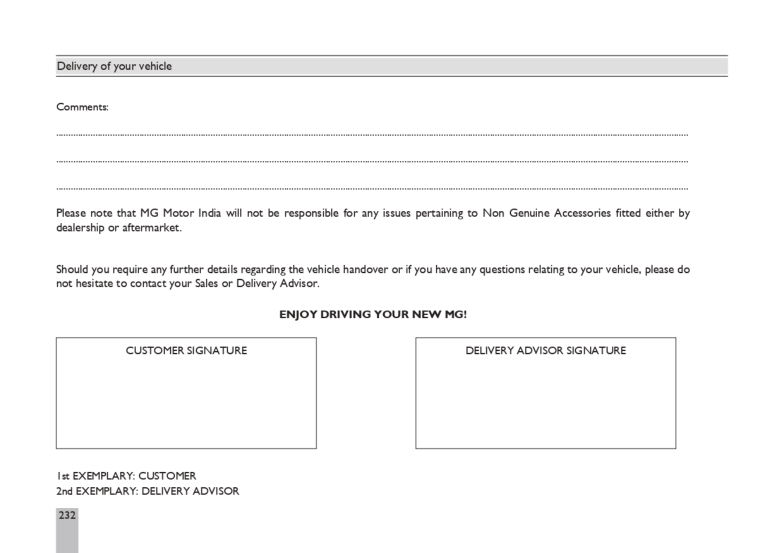 Delivery of your vehicle
Comments:
Please note that MG Motor India will not be responsible for any issues pertaining to Non Genuine Accessories fitted either by
dealership or aftermarket.
Should you require any further details regarding the vehicle handover or if you have any questions relating to your vehicle, please do
not hesitate to contact your Sales or Delivery Advisor.
ENJOY DRIVING YOUR NEW MG!
CUSTOMER SIGNATURE
DELIVERY ADVISOR SIGNATURE
1st EXEMPLARY: CUSTOMER
2nd EXEMPLARY: DELIVERY ADVISOR
232